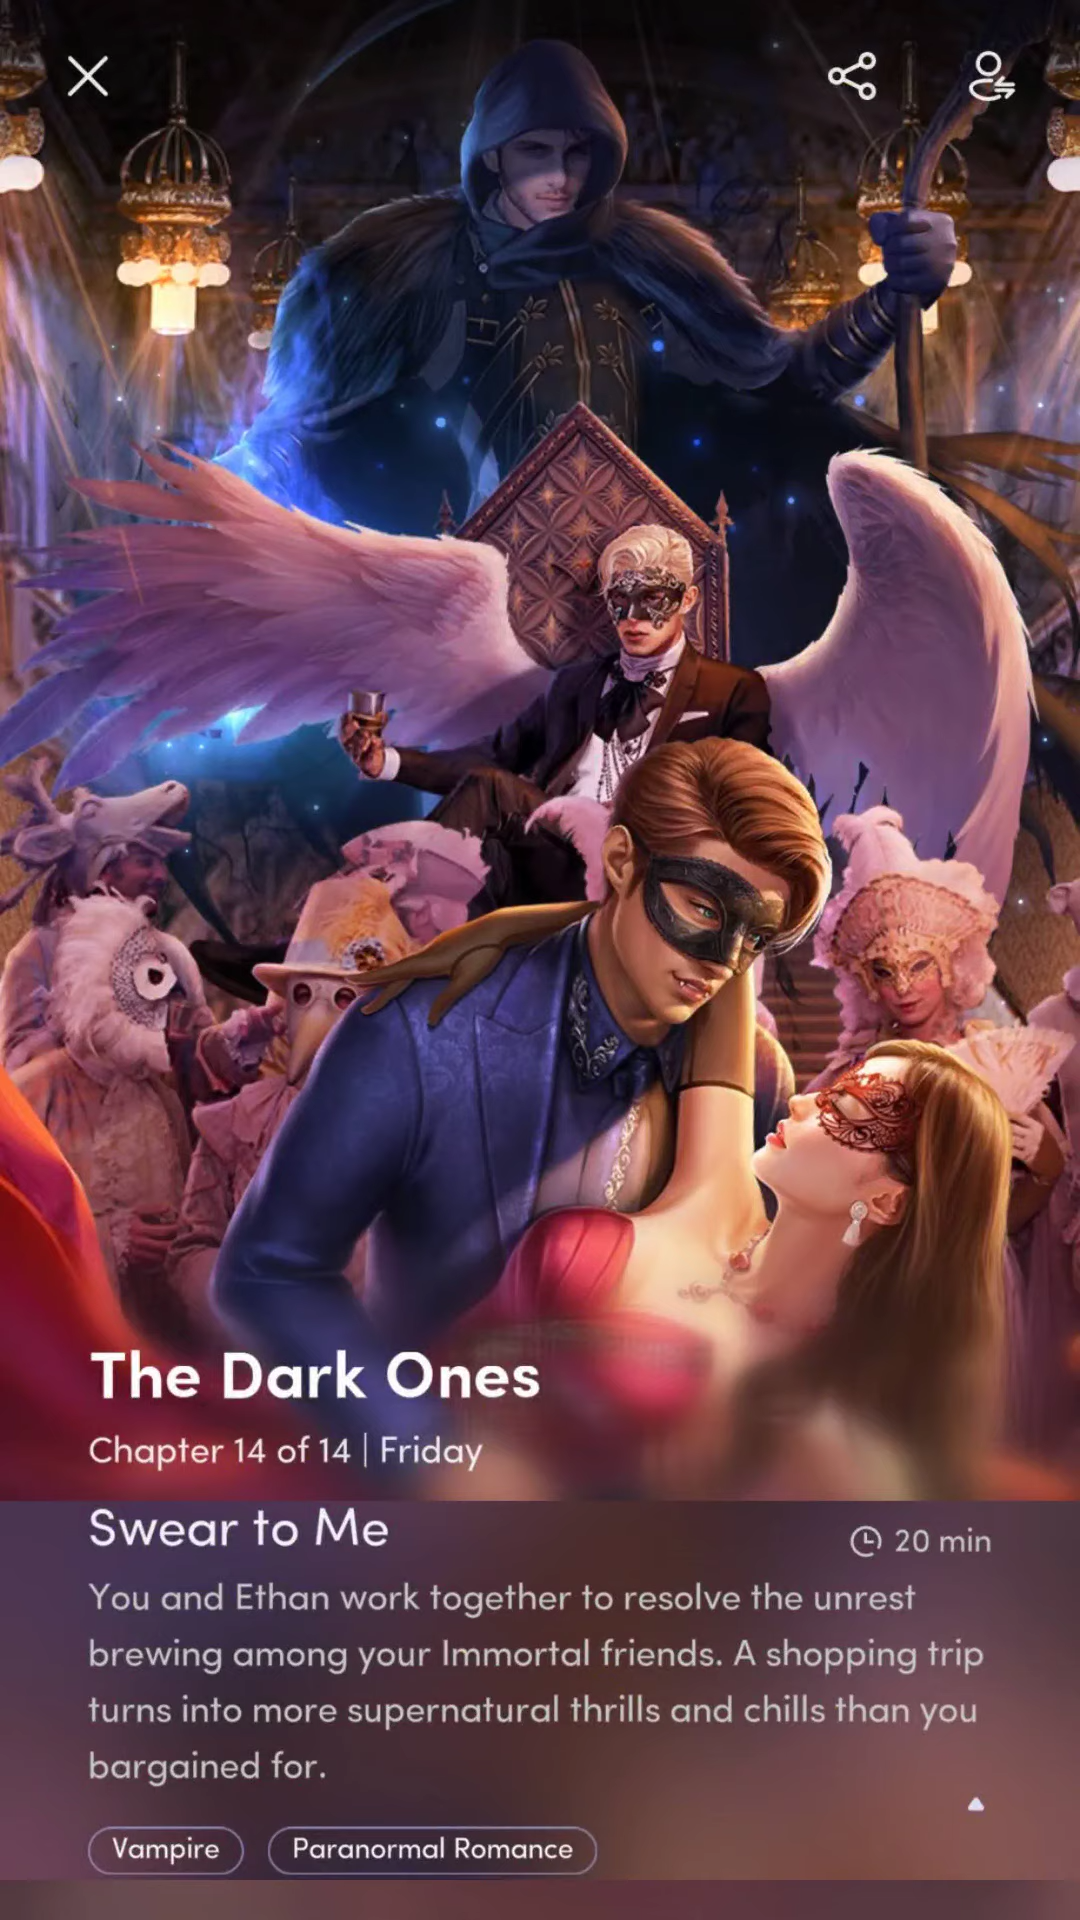 The Dark Ones
Chapter 14 of 14 | Friday
Swear to Me
20 min
You and Ethan work together to resolve the unrest
brewing among your Immortal friends. A shopping trip
turns into more supernatural thrills and chills than you
bargained for.
Vampire
Paranormal Romance